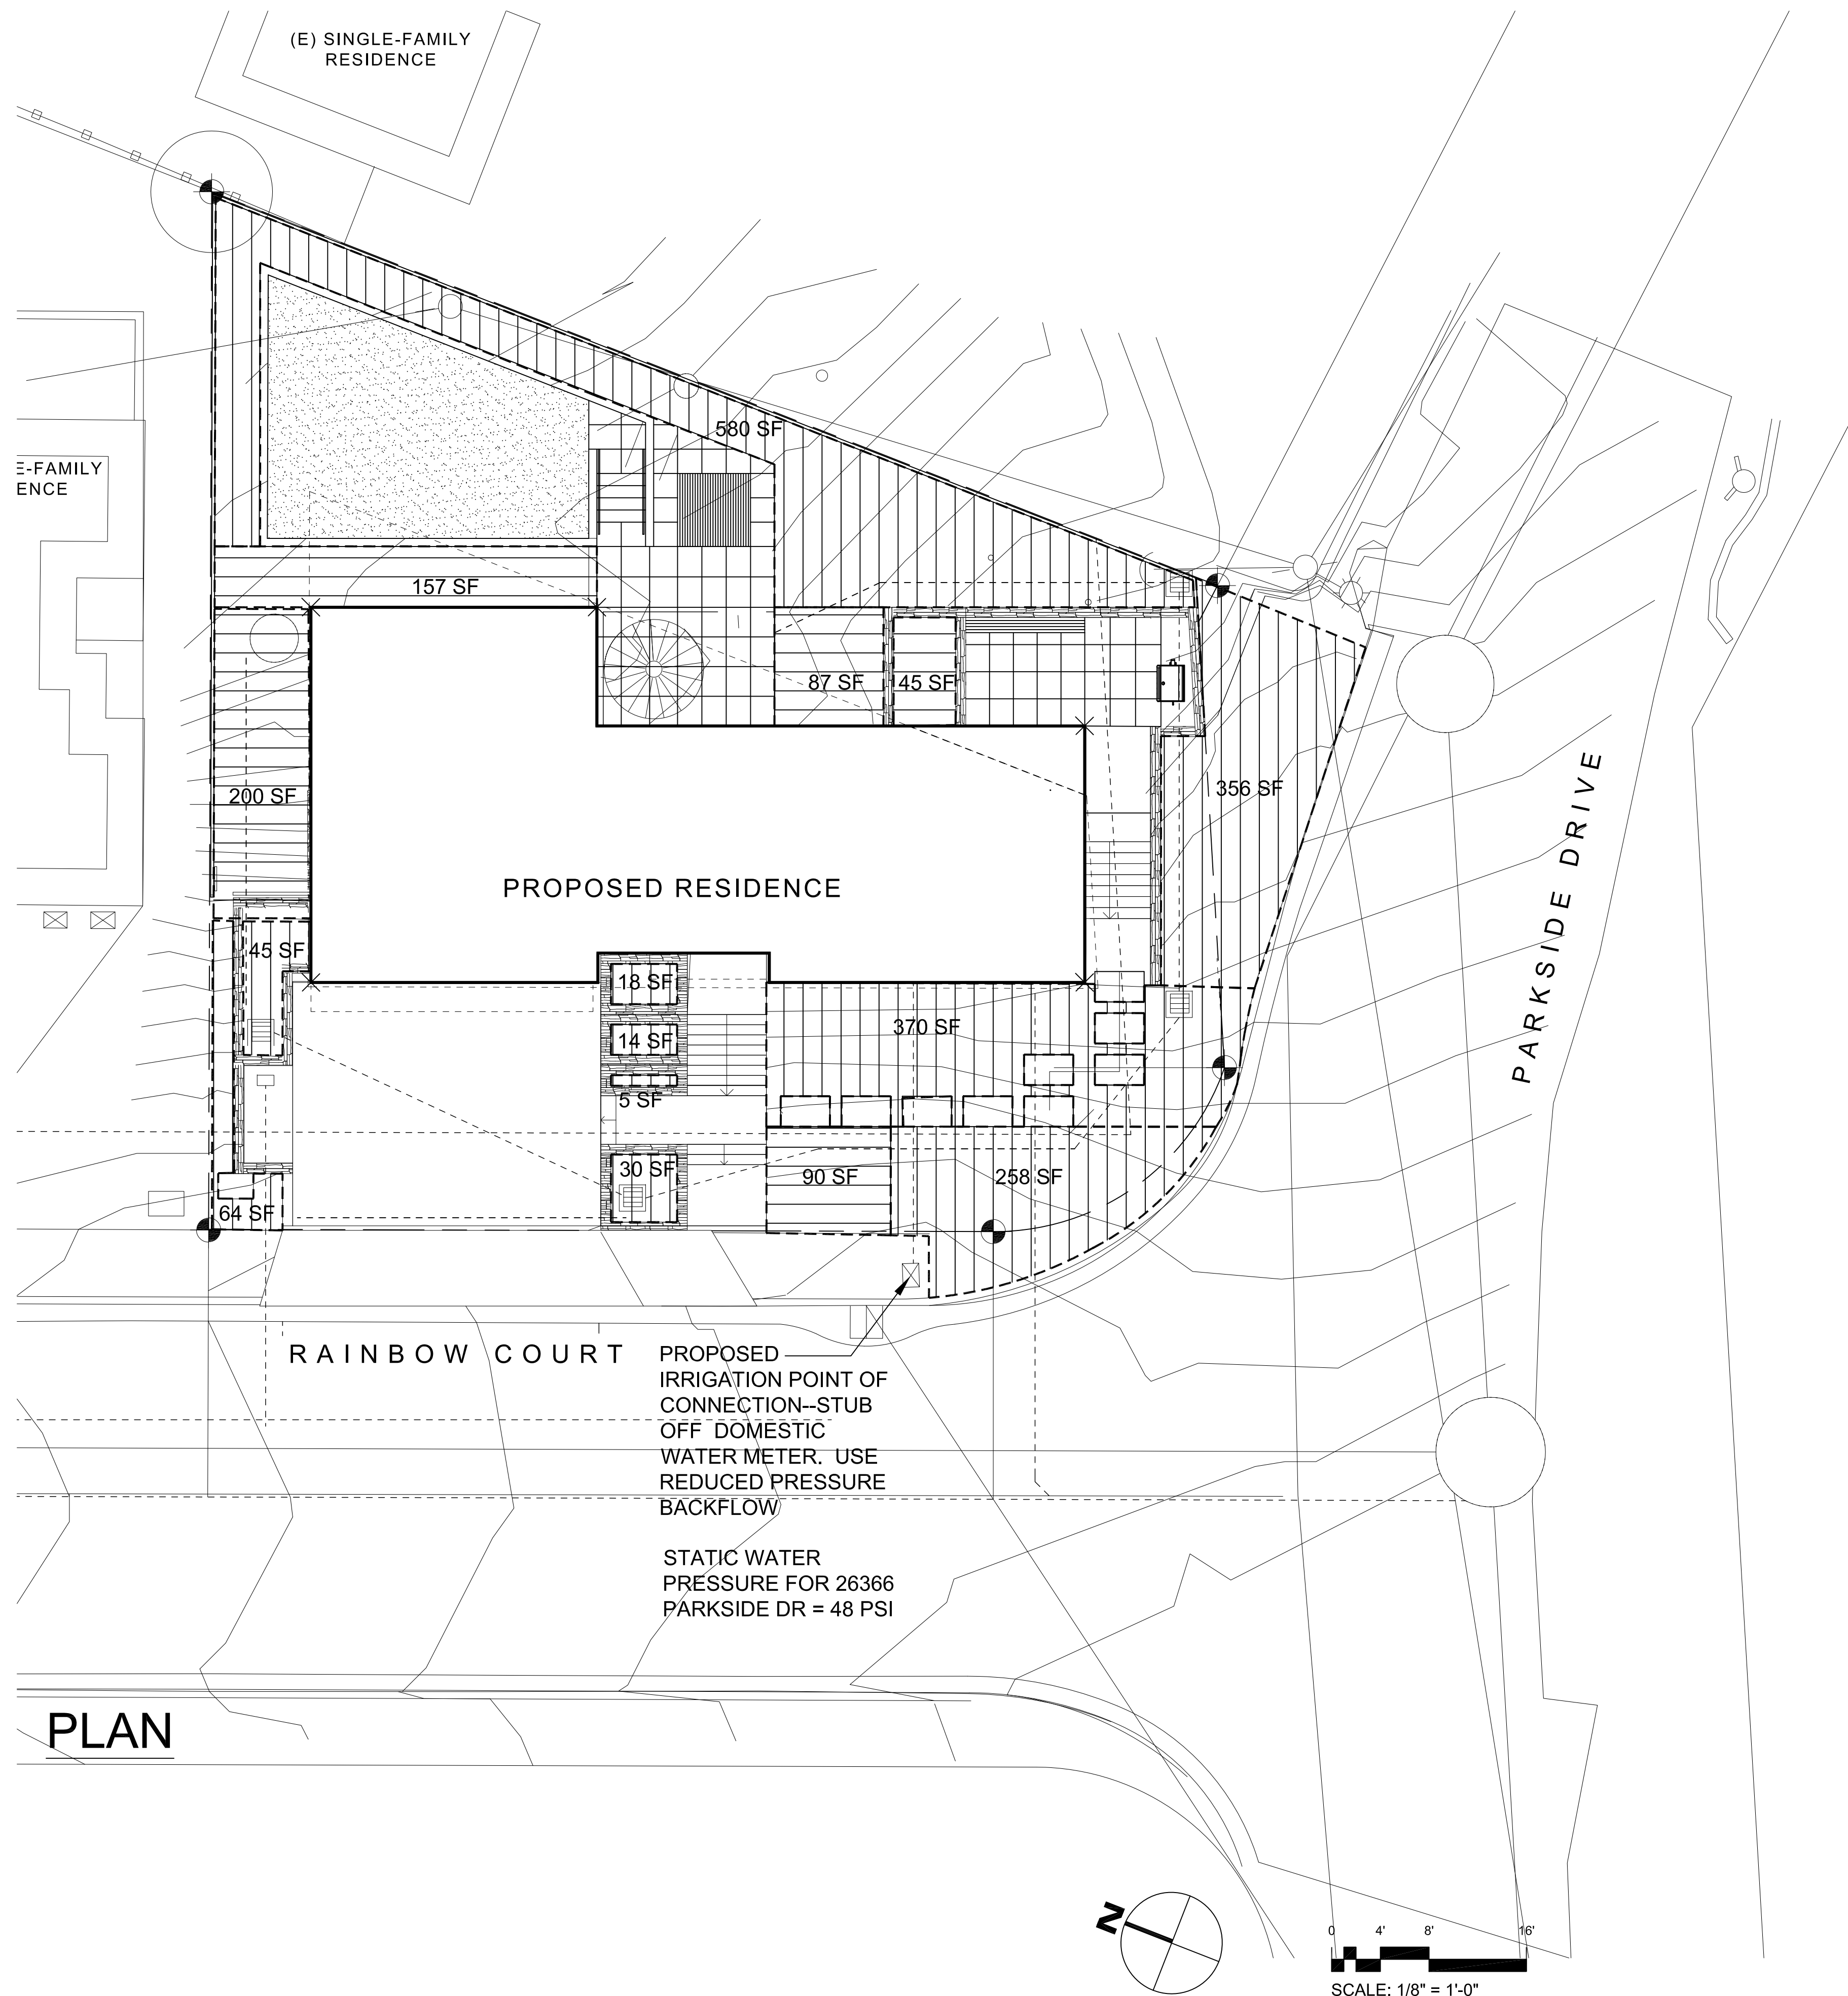 (E) SINGLE-FAMILY
RESIDENCE
E-FAMILY
ENCE
580 SF
157 SF
87 SF
45 SF
200 SF
356 SF
PROPOSED RESIDENCE
PARKSIDE DRIVE
45 SF
18 SF
370 SF
14 SF
5 SF
30 SF
90 SF
258 SF
64 SF
RAINBOW COURT
PROPOSED
IRRIGATION POINT OF
CONNECTION--STUB
OFF DOMESTIC
WATER METER. USE
REDUCED PRESSURE
BACKFLOW
STATIC WATER
PRESSURE FOR 26366
PARKSIDE DR = 48 PSI
PLAN
N
0 4' 8' 16'
SCALE: 1/8" = 1'-0"